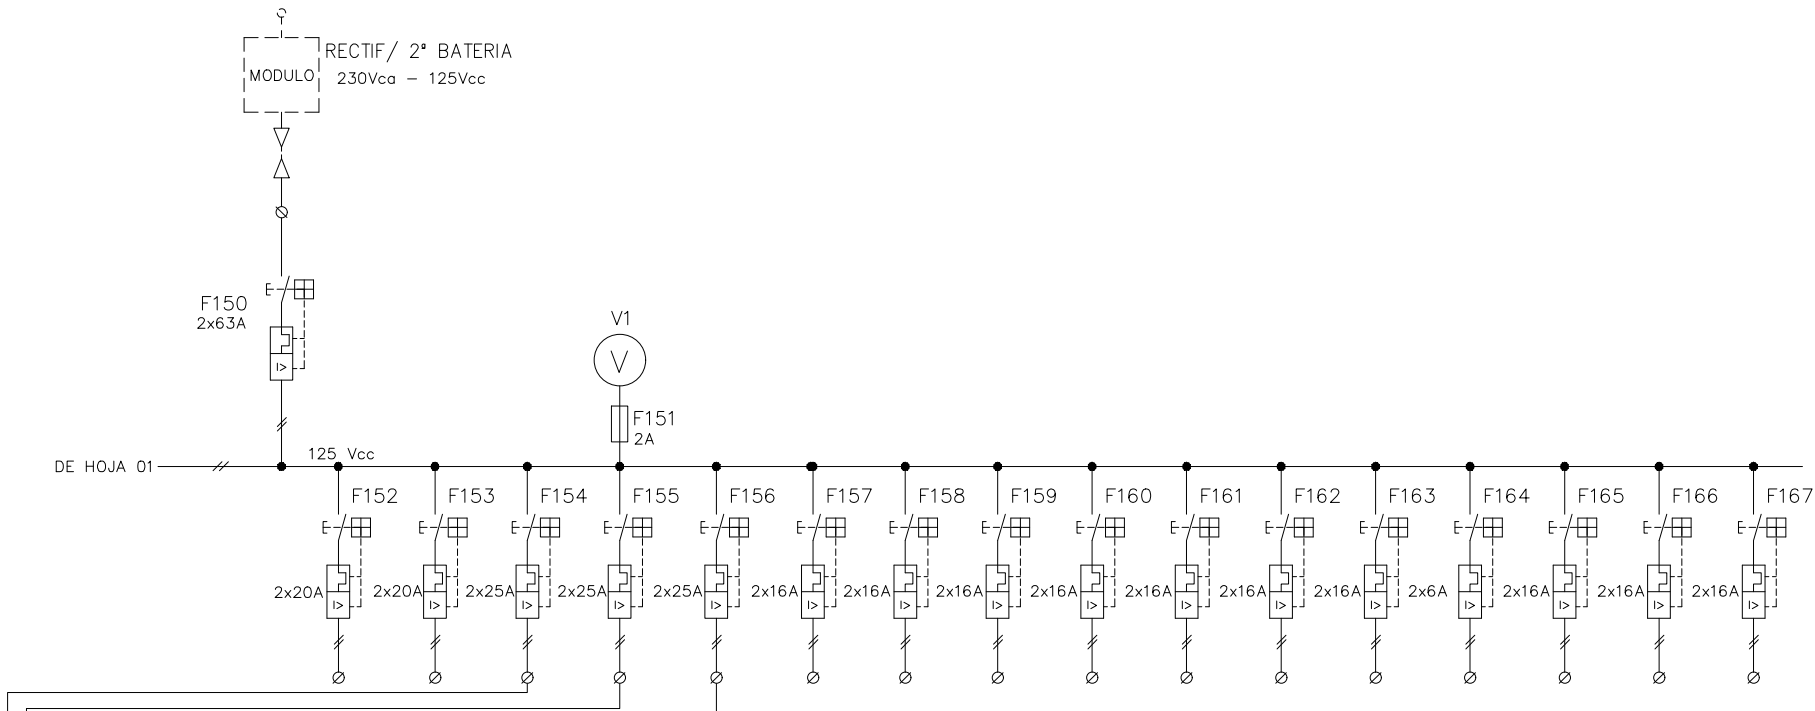 RECTIF/ 2ª BATERIA
MODULO
230Vca - 125Vcc
F150
2x63A
I>
V1
V
F151
2A
DE HOJA 01
125 Vcc
F152 F153 F154 F155 F156 F157 F158 F159 F160 F161 F162 F163 F164 F165 F166 F167
2x20A 2x20A 2x25A 2x25A 2x25A 2x16A 2x16A 2x16A 2x16A 2x16A 2x16A 2x16A 2x6A 2x16A 2x16A 2x16A
I> I> I> I> I> I> I> I> I> I> I> I> I> I> I> I>